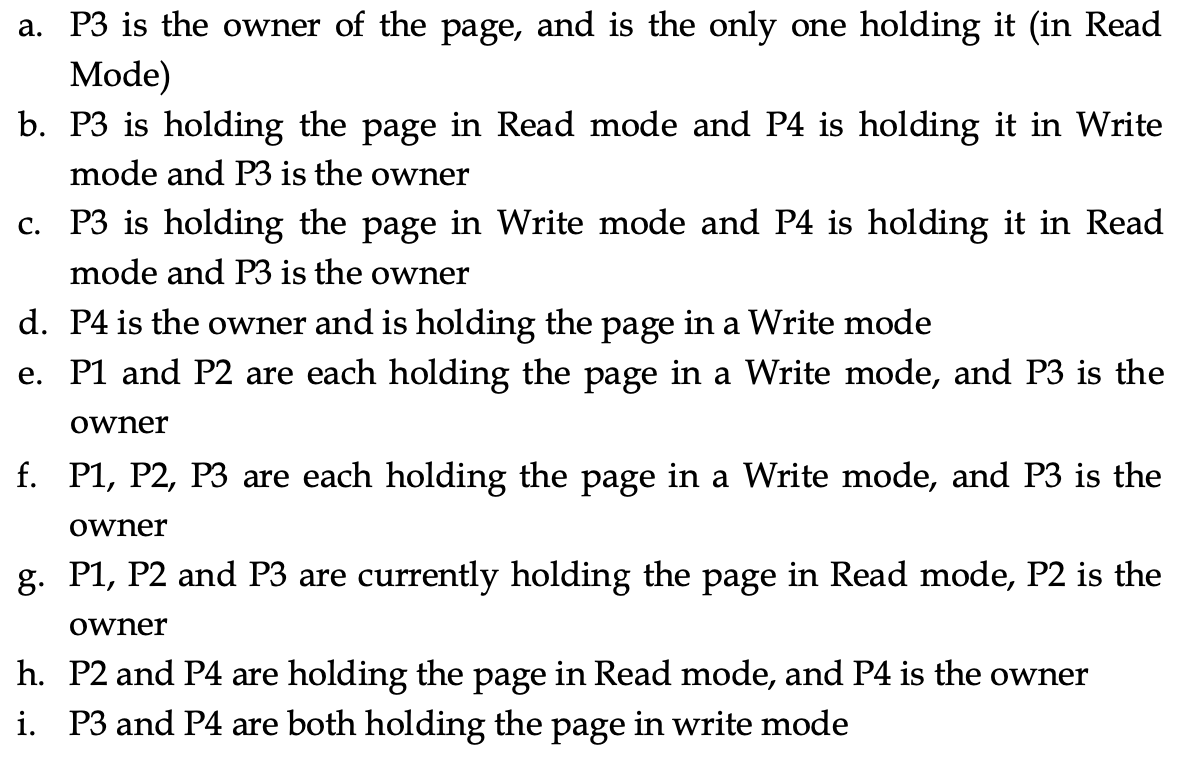 a. P3 is the owner of the page, and is the only one holding it (in Read
Mode)
b. P3 is holding the page in Read mode and P4 is holding it in Write
mode and P3 is the owner
c. P3 is holding the page in Write mode and P4 is holding it in Read
mode and P3 is the owner
d. P4 is the owner and is holding the page in a Write mode
e. P1 and P2 are each holding the page in a Write mode, and P3 is the
owner
f. P1, P2, P3 are each holding the page in a Write mode, and P3 is the
owner
g. P1, P2 and P3 are currently holding the page in Read mode, P2 is the
owner
h. P2 and P4 are holding the page in Read mode, and P4 is the owner
i. P3 and P4 are both holding the page in write mode